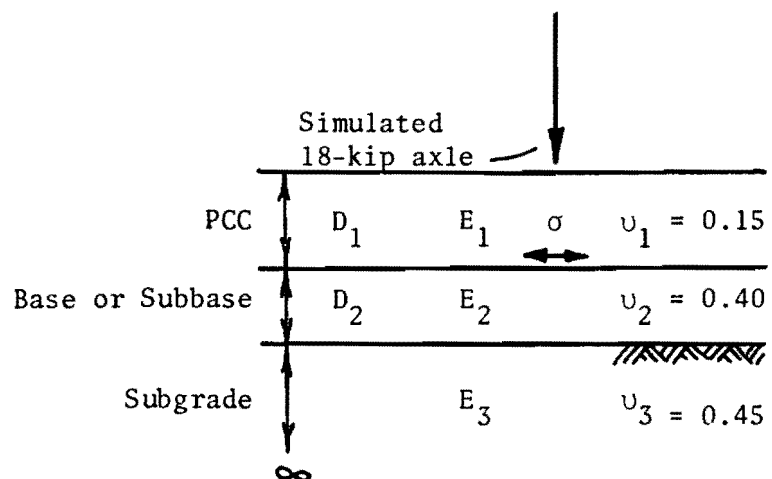 Simulated
18-kip axle
PCC D₁ E₁ σ υ₁ = 0.15
Base or Subbase D₂ E₂ υ₂ = 0.40
Subgrade E₃ υ₃ = 0.45
∞